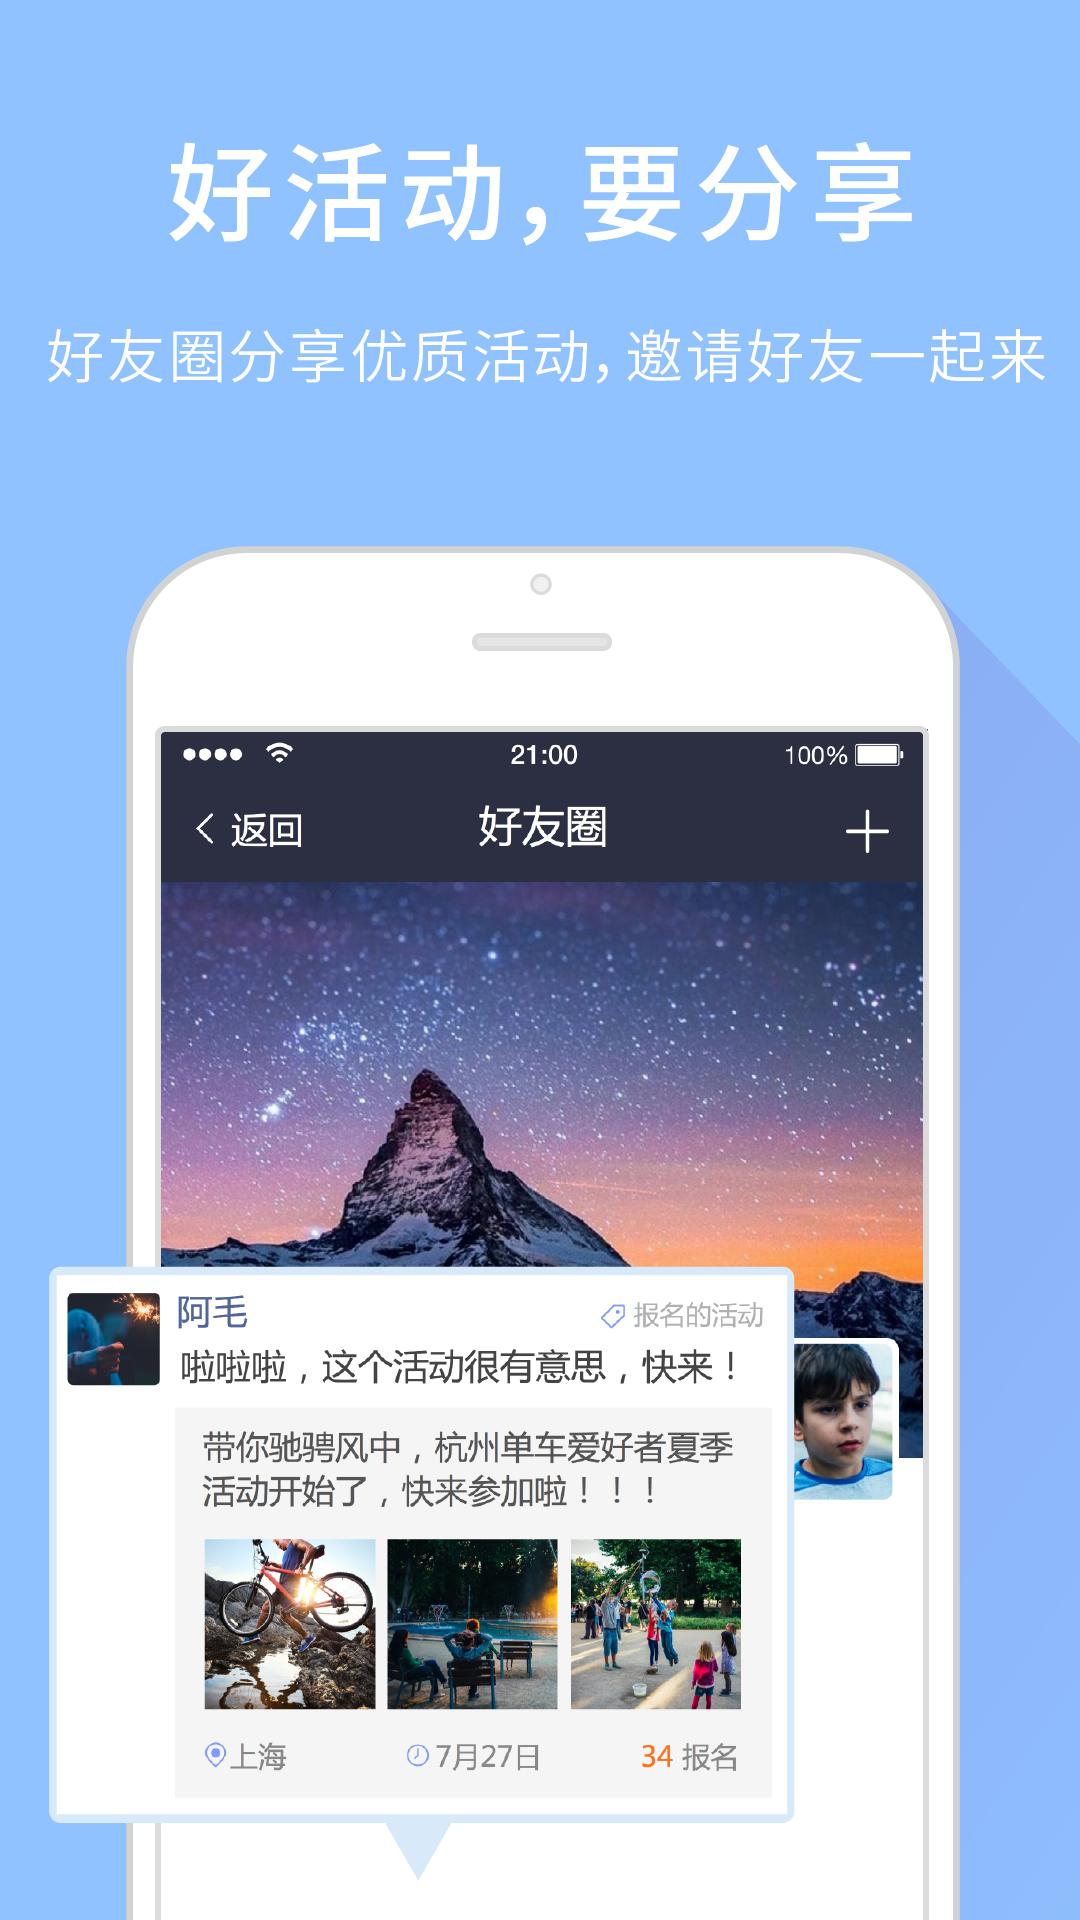 好活动，要分享
好友圈分享优质活动，邀请好友一起来
21:00
100%
返回
好友圈
阿毛
报名的活动
啦啦啦，这个活动很有意思，快来！
带你驰骋风中，杭州单车爱好者夏季
活动开始了，快来参加啦！！！
上海
7月27日
34 报名